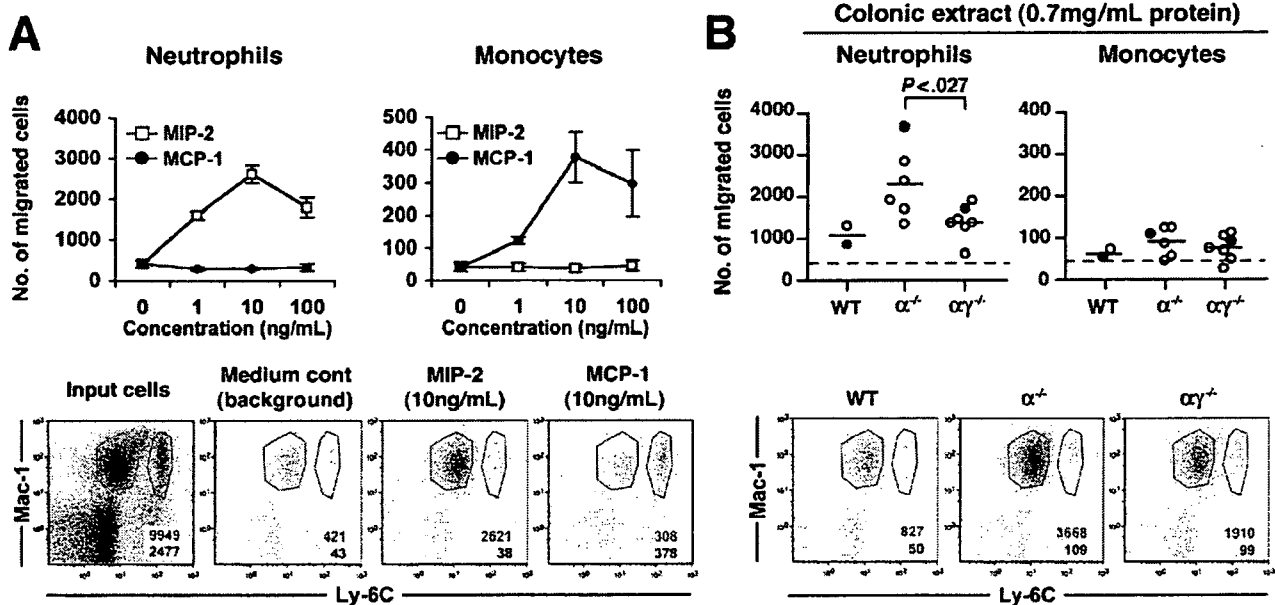 A
Neutrophils
No. of migrated cells
4000
3000
2000
1000
0
MIP-2
MCP-1
0 1 10 100
Concentration (ng/mL)
Monocytes
500
400
300
200
100
0
MIP-2
MCP-1
0 1 10 100
Concentration (ng/mL)
Input cells
Medium cont
(background)
MIP-2
(10ng/mL)
MCP-1
(10ng/mL)
Mac-1
9949
2477
421
43
2621
38
308
378
Ly-6C
B
Colonic extract (0.7mg/mL protein)
Neutrophils
P<.027
No. of migrated cells
4000
3000
2000
1000
0
WT α-/- αγ-/-
Monocytes
400
300
200
100
0
WT α-/- αγ-/-
WT
α-/-
αγ-/-
Mac-1
827
50
3668
109
1910
99
Ly-6C